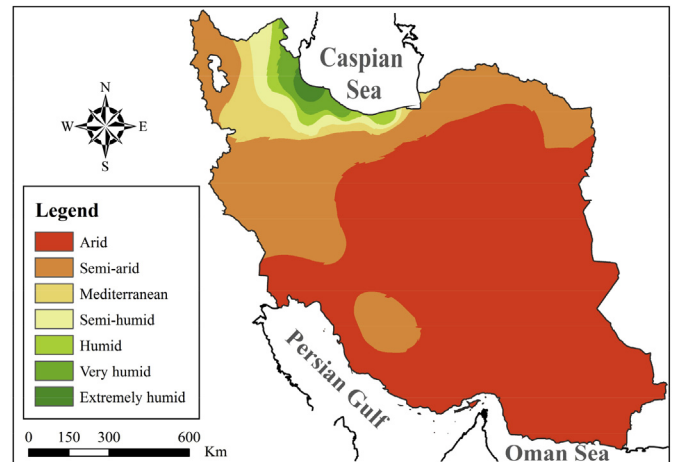 Caspian
Sea
N
W
E
S
Legend
Arid
Semi-arid
Mediterranean
Semi-humid
Humid
Very humid
Extremely humid
Persian Gulf
Oman Sea
0 150 300 600
Km